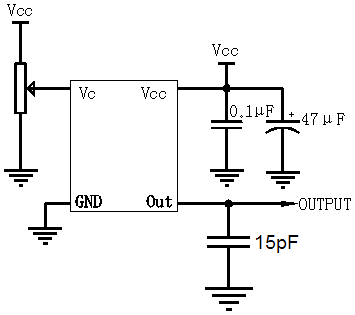 Vcc
Vcc
Vc
Vcc
0.1μF
47μF
GND
Out
OUTPUT
15pF